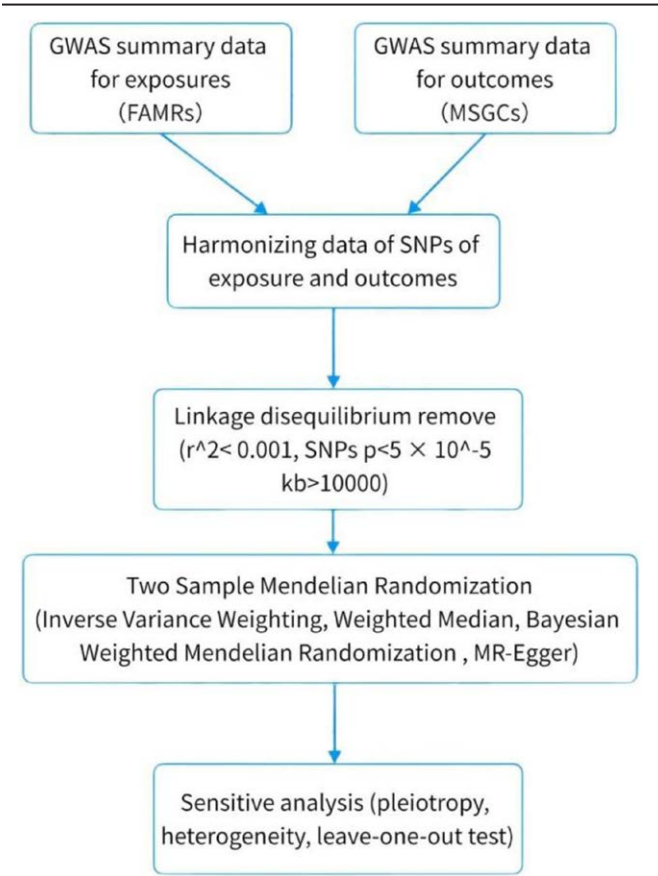 GWAS summary data
for exposures
(FAMRs)
GWAS summary data
for outcomes
(MSGCs)
Harmonizing data of SNPs of
exposure and outcomes
Linkage disequilibrium remove
(r^2< 0.001, SNPs p<5 × 10^-5
kb>10000)
Two Sample Mendelian Randomization
(Inverse Variance Weighting, Weighted Median, Bayesian
Weighted Mendelian Randomization , MR-Egger)
Sensitive analysis (pleiotropy,
heterogeneity, leave-one-out test)